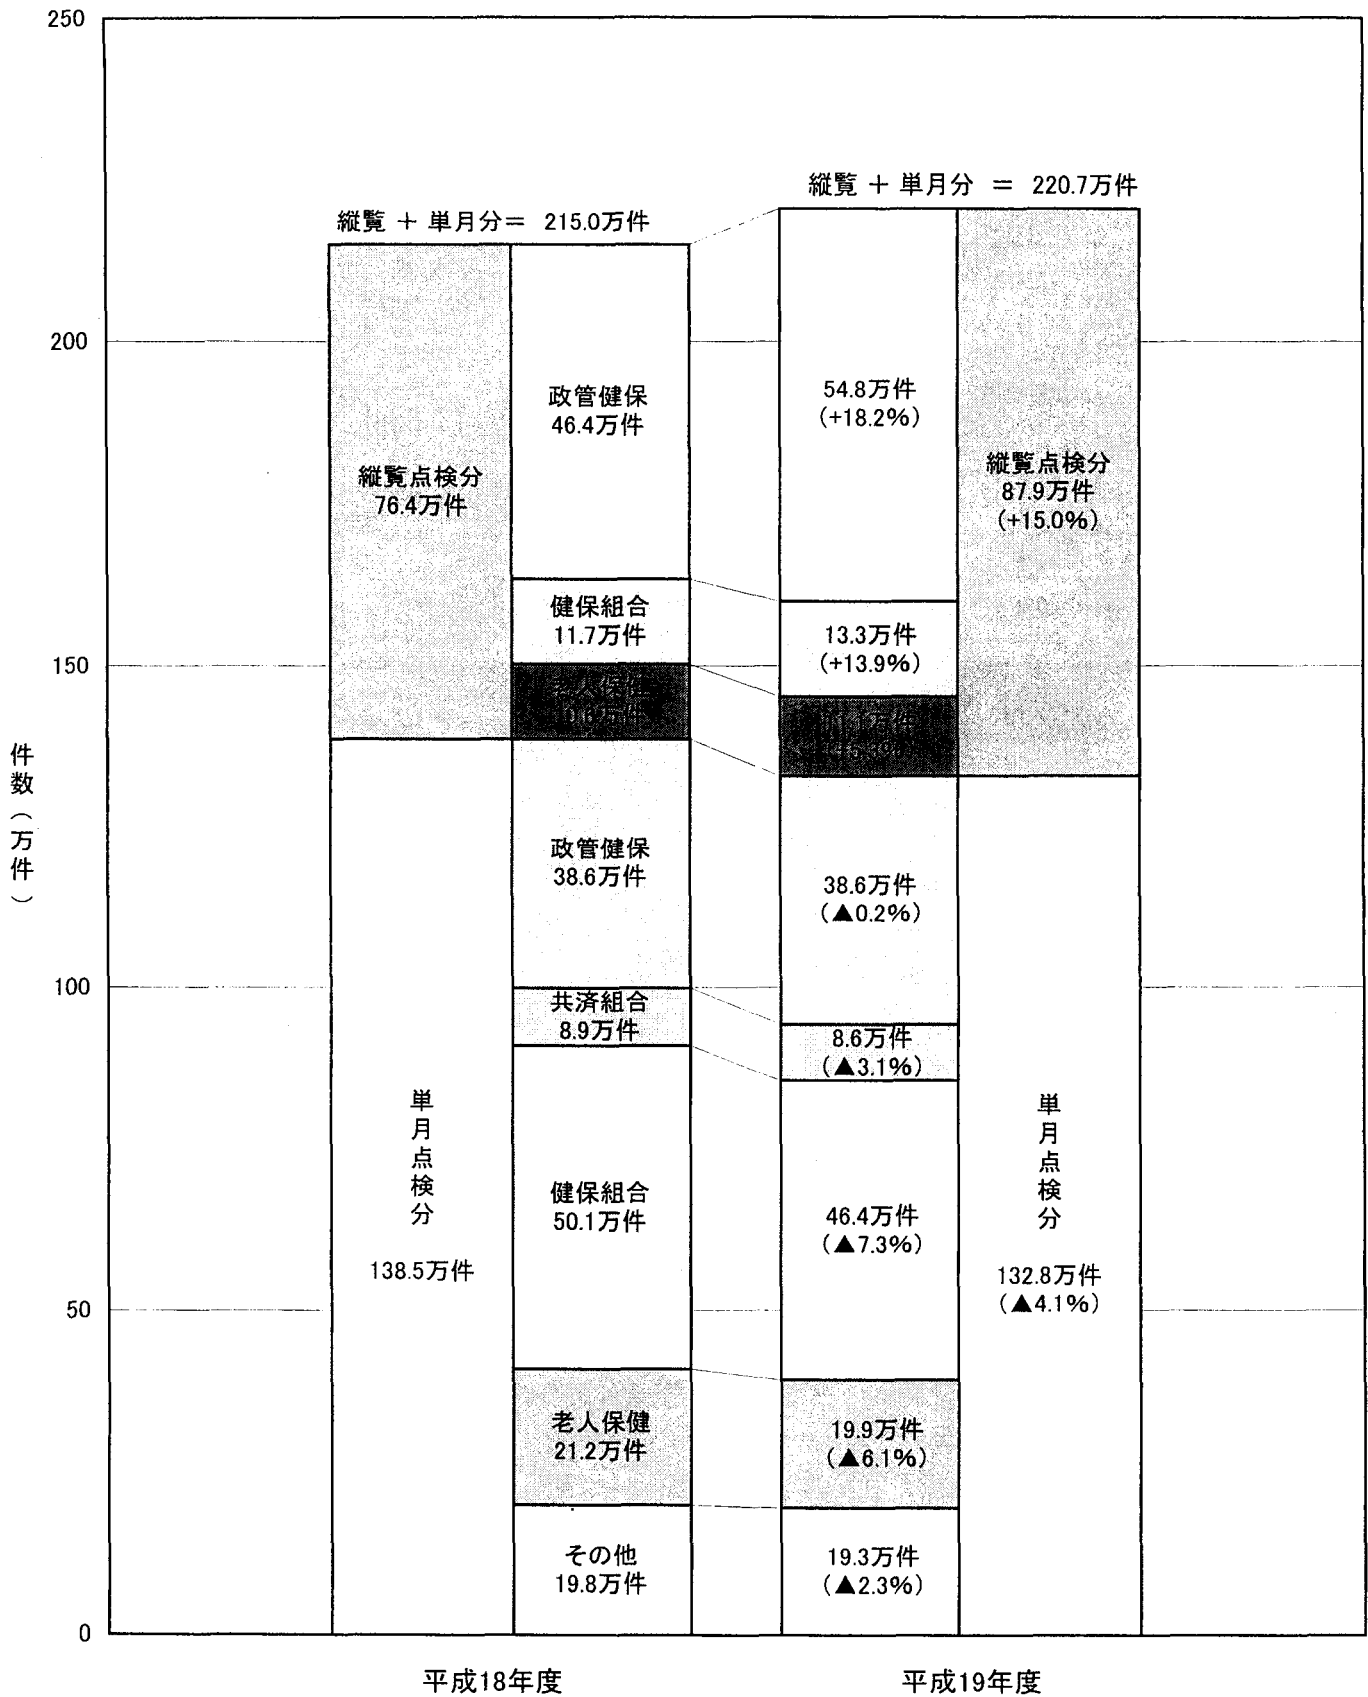 250
200
150
100
50
0
件数(万件)
縦覧 + 単月分= 215.0万件
縦覧点検分
76.4万件
単月点検分
138.5万件
政管健保
46.4万件
健保組合
11.7万件
老人保健
政管健保
38.6万件
共済組合
8.9万件
健保組合
50.1万件
老人保健
21.2万件
その他
19.8万件
縦覧 + 単月分 = 220.7万件
54.8万件
(+18.2%)
13.3万件
(+13.9%)
38.6万件
(▲0.2%)
8.6万件
(▲3.1%)
46.4万件
(▲7.3%)
19.9万件
(▲6.1%)
19.3万件
(▲2.3%)
縦覧点検分
87.9万件
(+15.0%)
単月点検分
132.8万件
(▲4.1%)
平成18年度
平成19年度